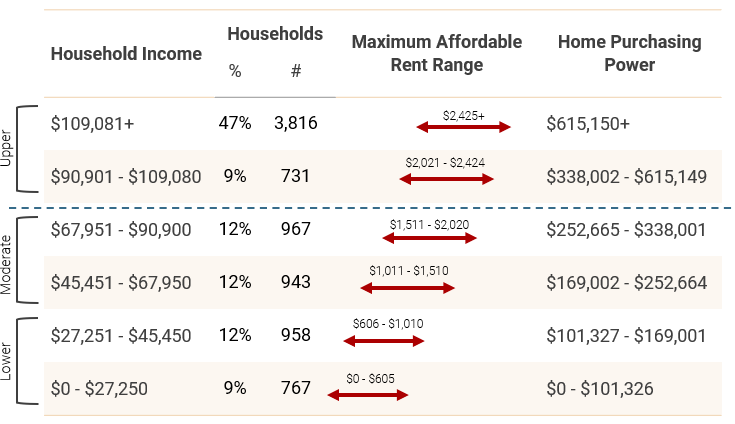 Household Income
Households
%
#
Maximum Affordable
Rent Range
Home Purchasing
Power
Upper
$109,081+ 47% 3,816 $2,425+ $615,150+
$90,901 - $109,080 9% 731 $2,021 - $2,424 $338,002 - $615,149
Moderate
$67,951 - $90,900 12% 967 $1,511 - $2,020 $252,665 - $338,001
$45,451 - $67,950 12% 943 $1,011 - $1,510 $169,002 - $252,664
Lower
$27,251 - $45,450 12% 958 $606 - $1,010 $101,327 - $169,001
$0 - $27,250 9% 767 $0 - $605 $0 - $101,326